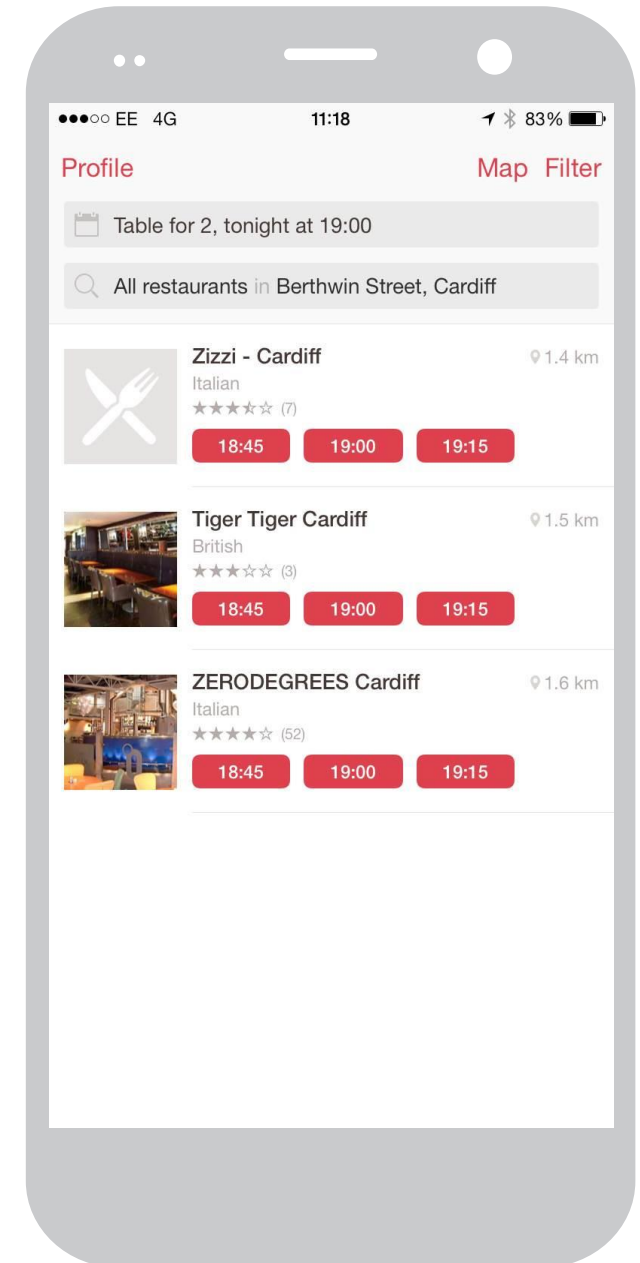 EE 4G 11:18 83%
Profile Map Filter
Table for 2, tonight at 19:00
All restaurants in Berthwin Street, Cardiff
Zizzi - Cardiff 1.4 km
Italian
(7)
18:45 19:00 19:15
Tiger Tiger Cardiff 1.5 km
British
(3)
18:45 19:00 19:15
ZERODEGREES Cardiff 1.6 km
Italian
(52)
18:45 19:00 19:15